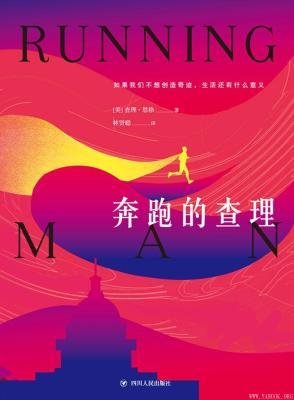 RUNNING
如果我们不想创造奇迹，生活还有什么意义
[美] 查理·恩格 著
林贤聪 译
奔跑的查理
MAN
四川人民出版社
WWW.YABOOK.ORG